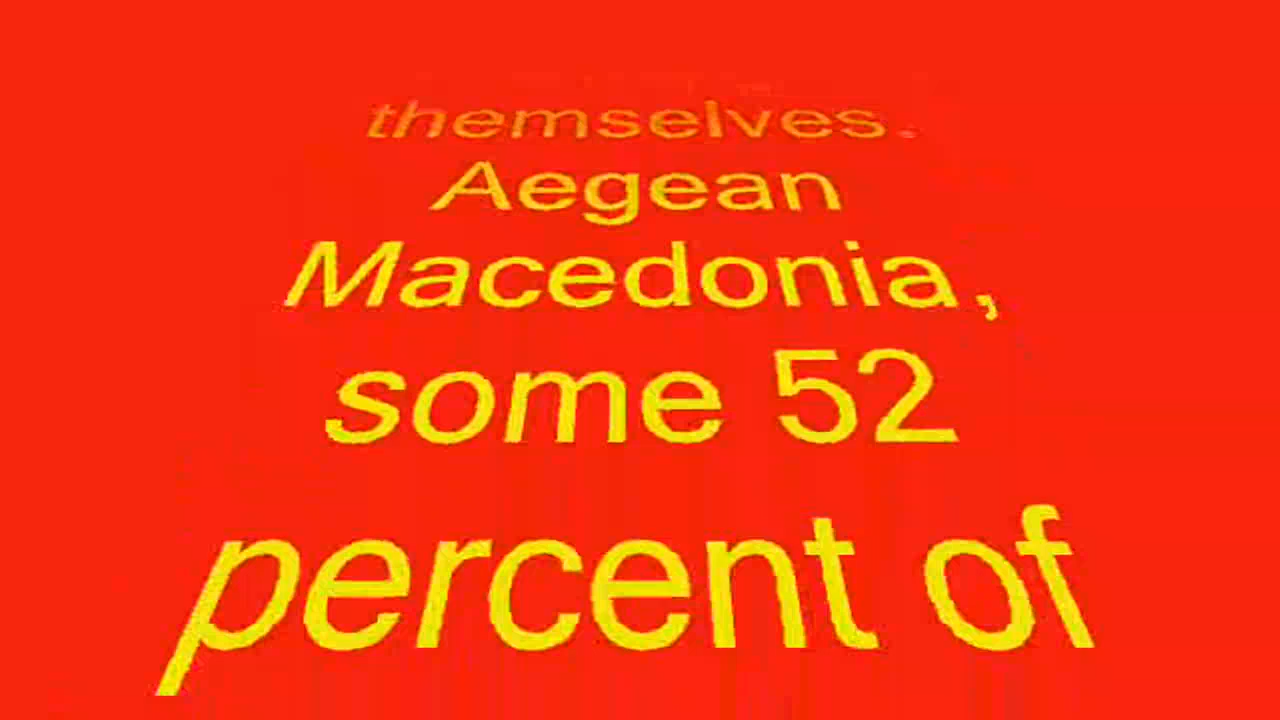 themselves.
Aegean
Macedonia,
some 52
percent of